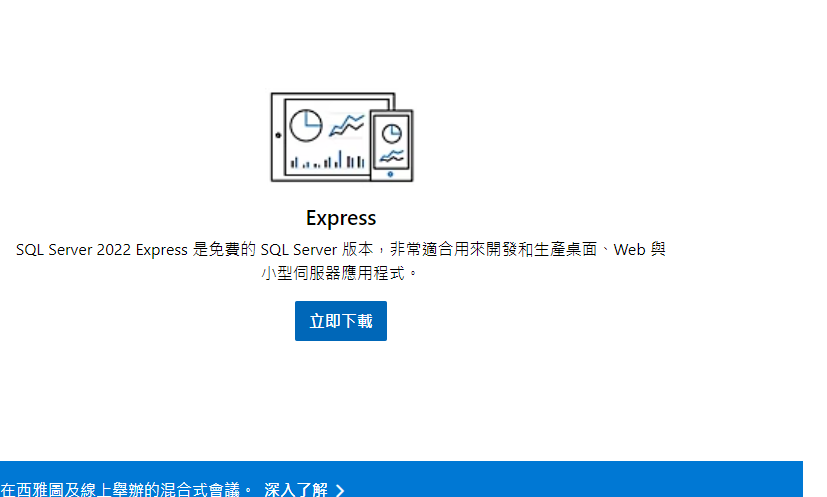 Express
SQL Server 2022 Express 是免費的 SQL Server 版本，非常適合用來開發和生產桌面、Web 與
小型伺服器應用程式。
立即下載
在西雅圖及線上舉辦的混合式會議。 深入了解